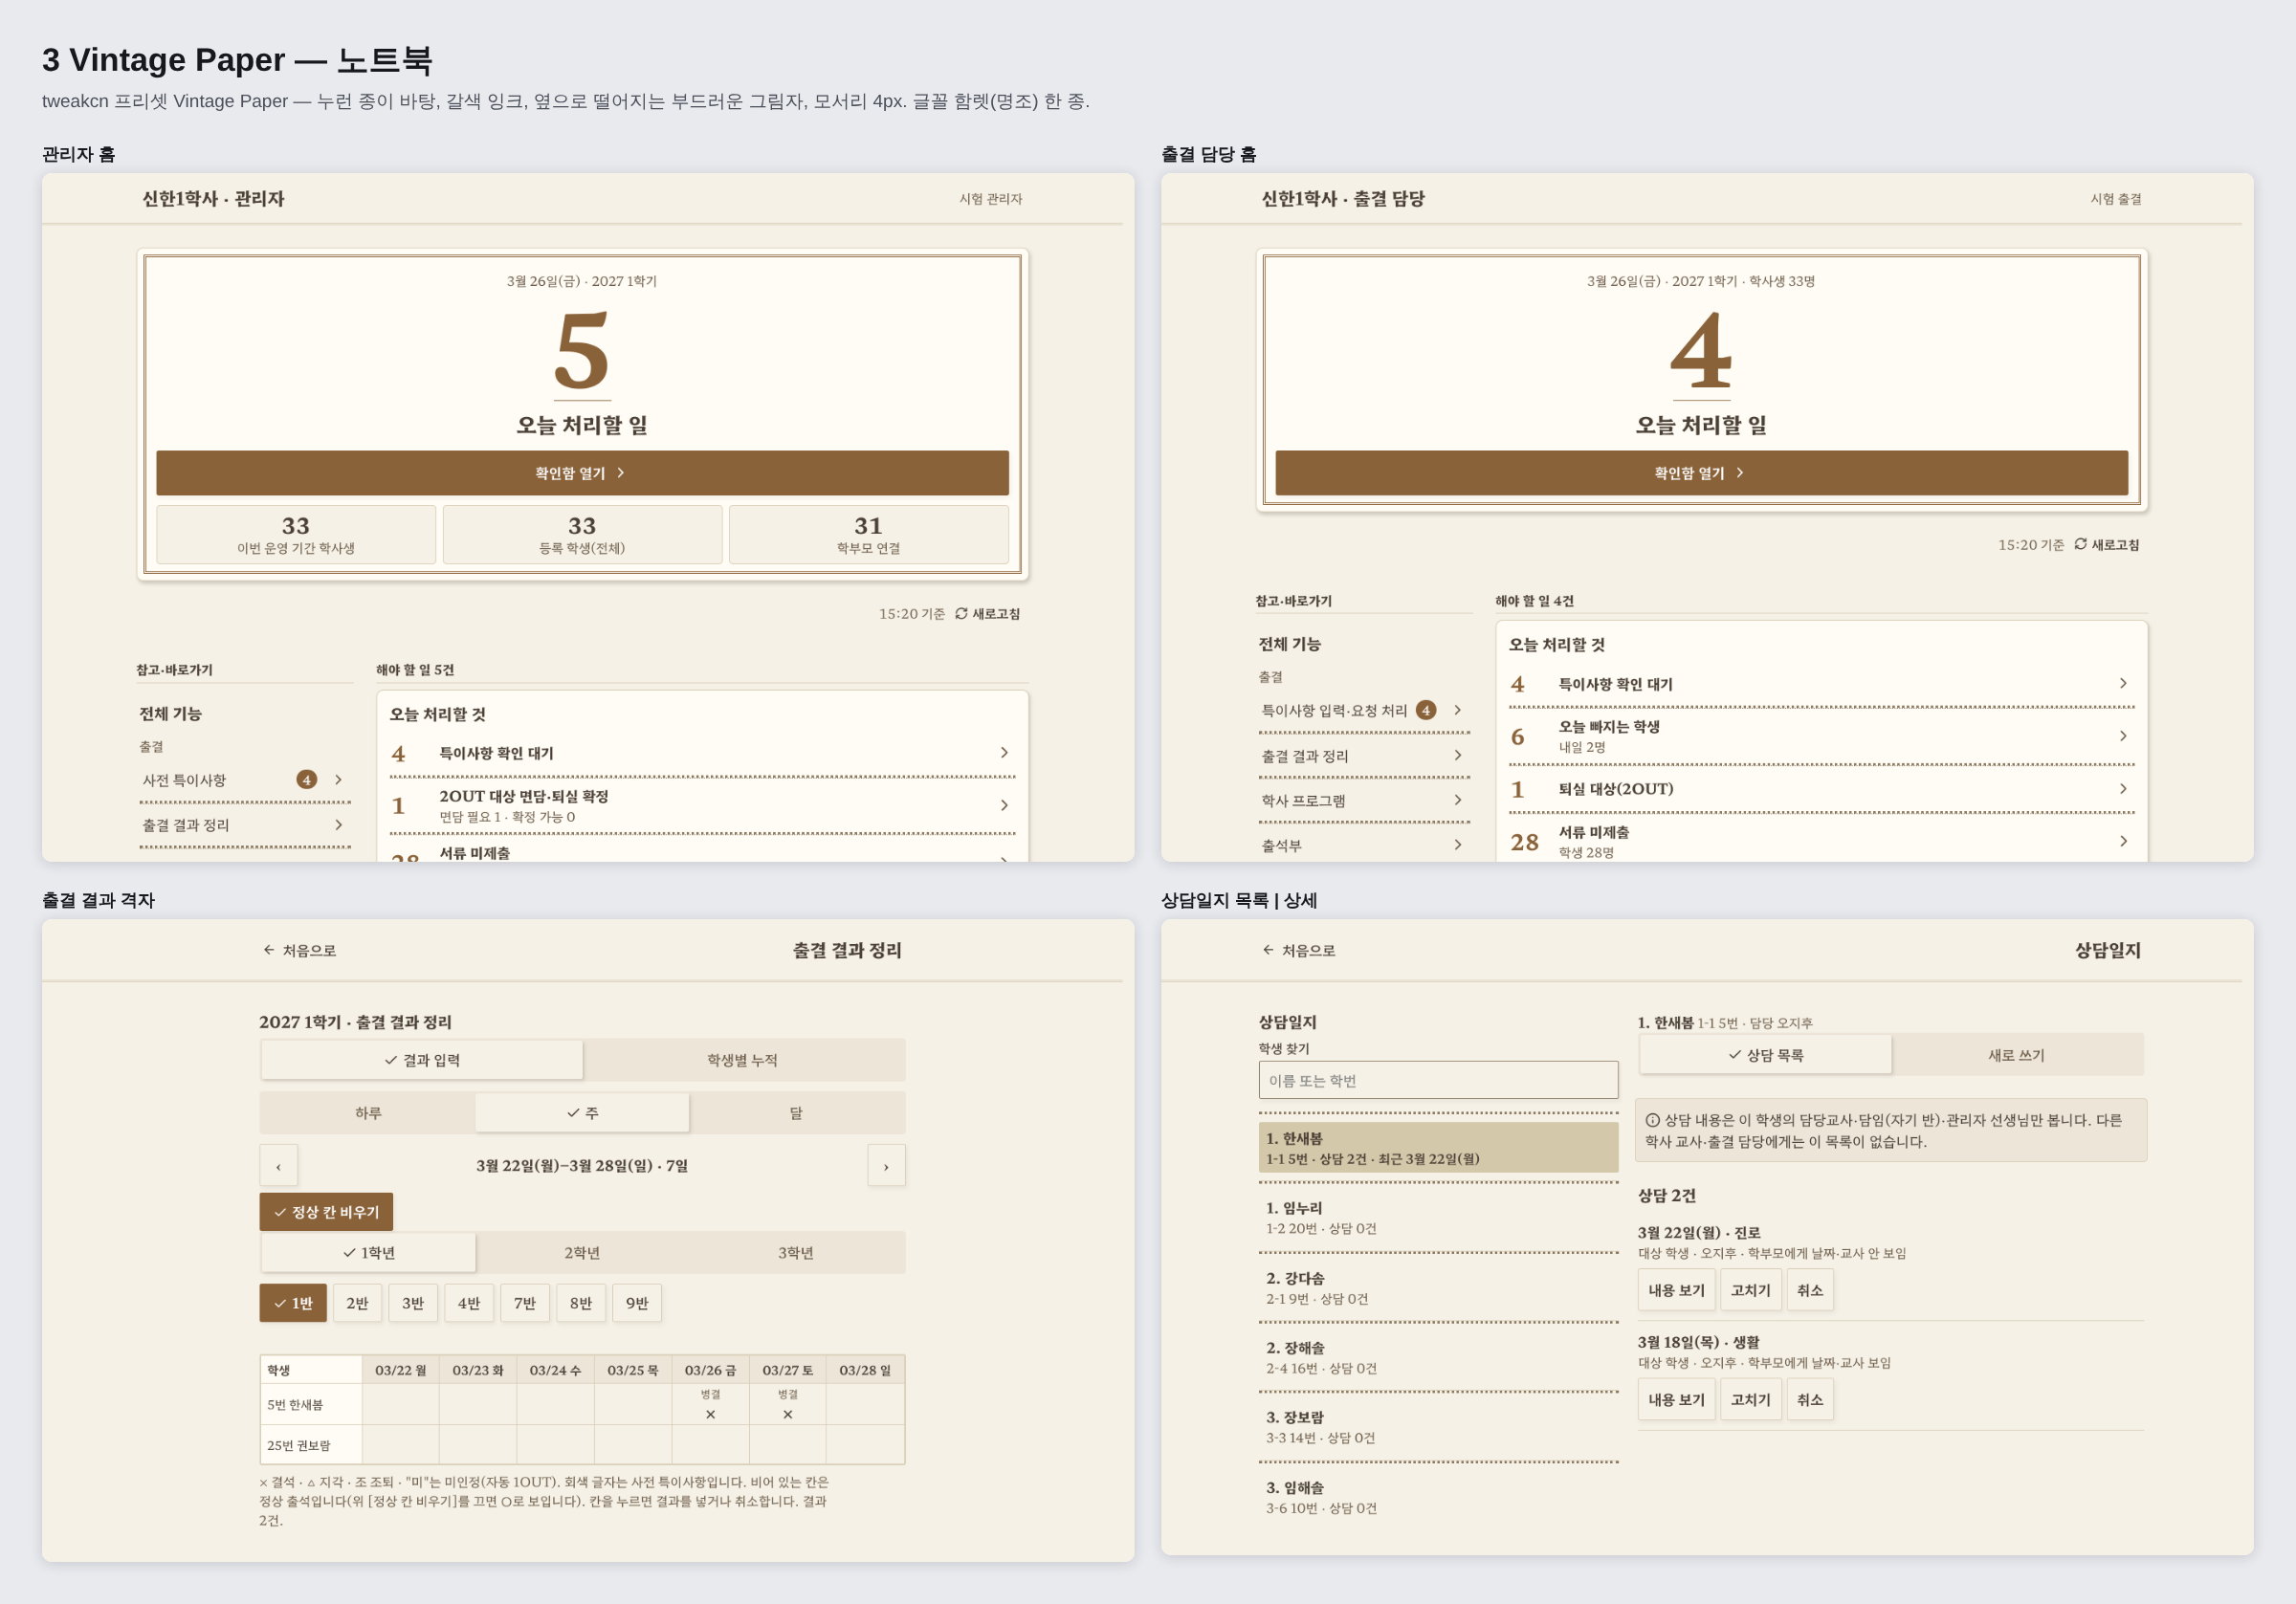 3 Vintage Paper — 노트북
tweakcn 프리셋 Vintage Paper — 누런 종이 바탕, 갈색 잉크, 옆으로 떨어지는 부드러운 그림자, 모서리 4px. 글꼴 함렛(명조) 한 종.
관리자 홈
신한1학사 · 관리자
시험 관리자
3월 26일(금) · 2027 1학기
5
오늘 처리할 일
확인함 열기 >
33
이번 운영 기간 학사생
33
등록 학생(전체)
31
학부모 연결
15:20 기준 새로고침
참고·바로가기
전체 기능
출결
사전 특이사항 4 >
출결 결과 정리 >
해야 할 일 5건
오늘 처리할 것
4 특이사항 확인 대기 >
1 2OUT 대상 면담·퇴실 확정 >
면담 필요 1 · 확정 가능 0
28 서류 미제출
출결 담당 홈
신한1학사 · 출결 담당
시험 출결
3월 26일(금) · 2027 1학기 · 학사생 33명
4
오늘 처리할 일
확인함 열기 >
15:20 기준 새로고침
참고·바로가기
전체 기능
출결
특이사항 입력·요청 처리 4 >
출결 결과 정리 >
학사 프로그램 >
출석부 >
해야 할 일 4건
오늘 처리할 것
4 특이사항 확인 대기 >
6 오늘 빠지는 학생 >
내일 2명
1 퇴실 대상(2OUT) >
28 서류 미제출 >
학생 28명
출결 결과 격자
← 처음으로
출결 결과 정리
2027 1학기 · 출결 결과 정리
✓ 결과 입력 학생별 누적
하루 ✓ 주 달
‹ 3월 22일(월)–3월 28일(일) · 7일 ›
✓ 정상 칸 비우기
✓ 1학년 2학년 3학년
✓ 1반 2반 3반 4반 7반 8반 9반
학생 03/22 월 03/23 화 03/24 수 03/25 목 03/26 금 03/27 토 03/28 일
5번 한새봄 병결 × 병결 ×
25번 권보람
× 결석 · △ 지각 · 조 조퇴 · "미"는 미인정(자동 1OUT). 회색 글자는 사전 특이사항입니다. 비어 있는 칸은
정상 출석입니다(위 [정상 칸 비우기]를 끄면 ○로 보입니다). 칸을 누르면 결과를 넣거나 취소합니다. 결과
2건.
상담일지 목록 | 상세
← 처음으로
상담일지
상담일지
학생 찾기
이름 또는 학번
1. 한새봄
1-1 5번 · 상담 2건 · 최근 3월 22일(월)
1. 임누리
1-2 20번 · 상담 0건
2. 강다솜
2-1 9번 · 상담 0건
2. 장해솔
2-4 16번 · 상담 0건
3. 장보람
3-3 14번 · 상담 0건
3. 임해솔
3-6 10번 · 상담 0건
1. 한새봄 1-1 5번 · 담당 오지후
✓ 상담 목록 새로 쓰기
상담 내용은 이 학생의 담당교사·담임(자기 반)·관리자 선생님만 봅니다. 다른
학사 교사·출결 담당에게는 이 목록이 없습니다.
상담 2건
3월 22일(월) · 진로
대상 학생 · 오지후 · 학부모에게 날짜·교사 안 보임
내용 보기 고치기 취소
3월 18일(목) · 생활
대상 학생 · 오지후 · 학부모에게 날짜·교사 보임
내용 보기 고치기 취소